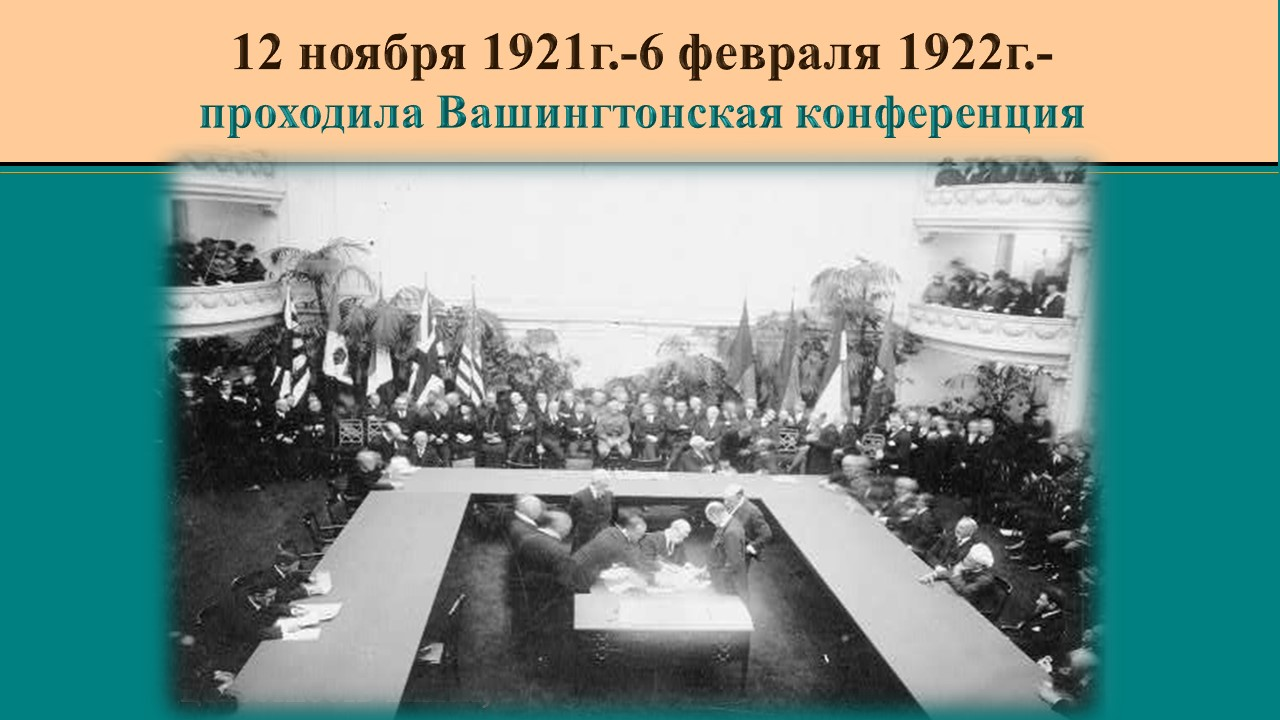 12 ноября 1921г.-6 февраля 1922г.-
проходила Вашингтонская конференция